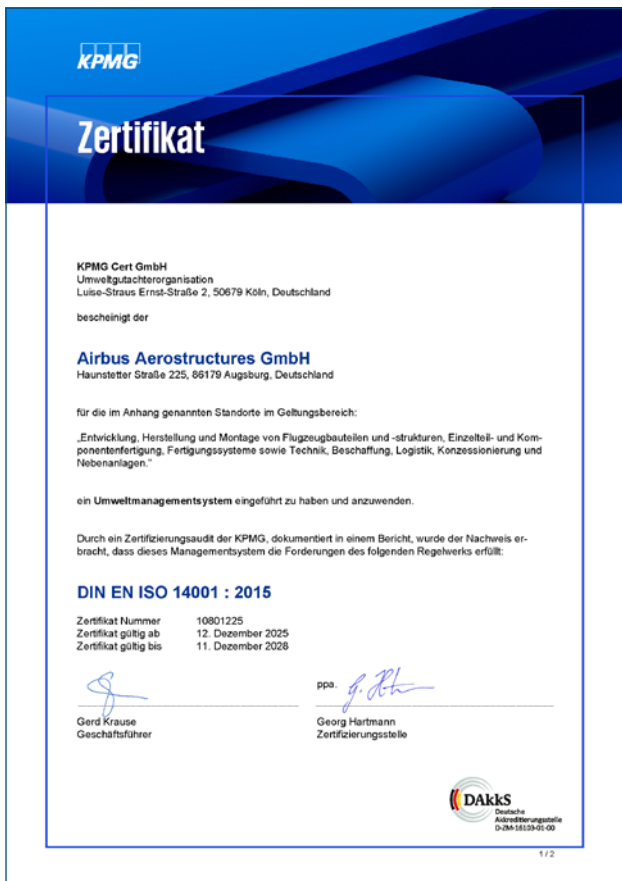 KPMG
Zertifikat
KPMG Cert GmbH
Umweltgutachterorganisation
Luise-Straus Ernst-Straße 2, 50679 Köln, Deutschland
bescheinigt der
Airbus Aerostructures GmbH
Haunstetter Straße 225, 86179 Augsburg, Deutschland
für die im Anhang genannten Standorte im Geltungsbereich:
„Entwicklung, Herstellung und Montage von Flugzeugbauteilen und -strukturen, Einzelteil- und Kom-
ponentenfertigung, Fertigungssysteme sowie Technik, Beschaffung, Logistik, Konzessionierung und
Nebenanlagen.“
ein Umweltmanagementsystem eingeführt zu haben und anzuwenden.
Durch ein Zertifizierungsaudit der KPMG, dokumentiert in einem Bericht, wurde der Nachweis er-
bracht, dass dieses Managementsystem die Forderungen des folgenden Regelwerks erfüllt:
DIN EN ISO 14001 : 2015
Zertifikat Nummer 10801225
Zertifikat gültig ab 12. Dezember 2025
Zertifikat gültig bis 11. Dezember 2028
ppa. G. Hartmann
Gerd Krause Georg Hartmann
Geschäftsführer Zertifizierungsstelle
DAkkS
Deutsche
Akkreditierungsstelle
D-ZM-16103-01-00
1 / 2